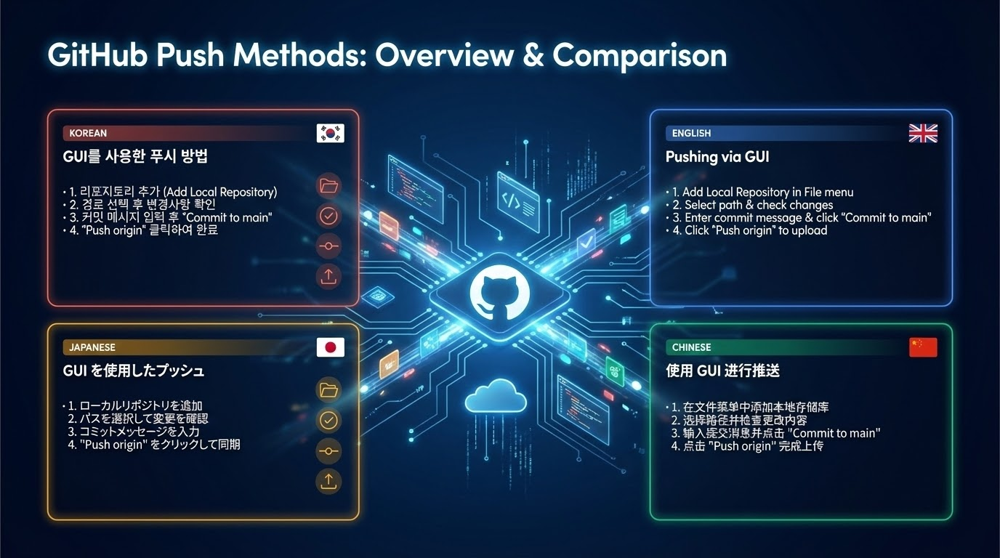 GitHub Push Methods: Overview & Comparison
KOREAN
GUI를 사용한 푸시 방법
• 1. 리포지토리 추가 (Add Local Repository)
• 2. 경로 선택 후 변경사항 확인
• 3. 커밋 메시지 입력 후 "Commit to main"
• 4. "Push origin" 클릭하여 완료
ENGLISH
Pushing via GUI
• 1. Add Local Repository in File menu
• 2. Select path & check changes
• 3. Enter commit message & click "Commit to main"
• 4. Click "Push origin" to upload
JAPANESE
GUI を使用したプッシュ
• 1. ローカルリポジトリを追加
2. パスを選択して変更を確認
3. コミットメッセージを入力
4. "Push origin" をクリックして同期
CHINESE
使用 GUI 进行推送
• 1. 在文件菜单中添加本地存储库
2. 选择路径并检查更改内容
3. 输入提交消息并点击 "Commit to main"
4. 点击 "Push origin" 完成上传